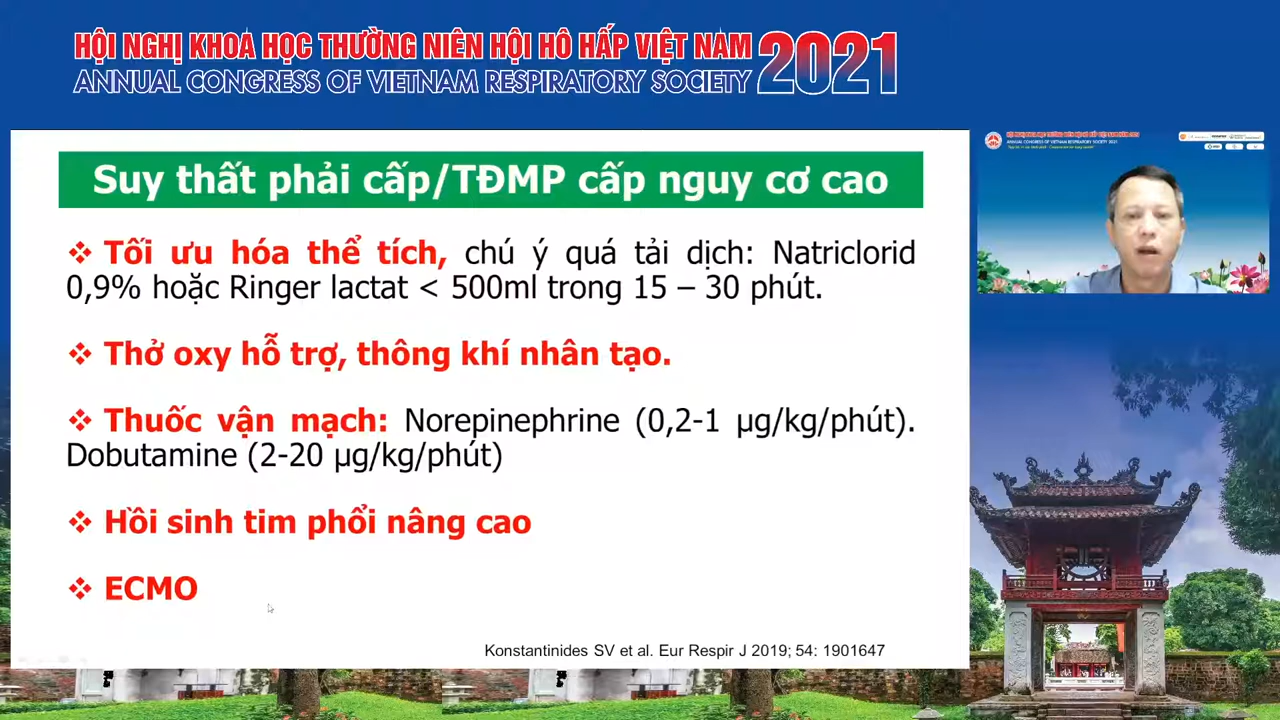 HỘI NGHỊ KHOA HỌC THƯỜNG NIÊN HỘI HÔ HẤP VIỆT NAM 2021
ANNUAL CONGRESS OF VIETNAM RESPIRATORY SOCIETY
Suy thất phải cấp/TĐMP cấp nguy cơ cao
❖ Tối ưu hóa thể tích, chú ý quá tải dịch: Natriclorid
0,9% hoặc Ringer lactat < 500ml trong 15 – 30 phút.
❖ Thở oxy hỗ trợ, thông khí nhân tạo.
❖ Thuốc vận mạch: Norepinephrine (0,2-1 µg/kg/phút).
Dobutamine (2-20 µg/kg/phút)
❖ Hồi sinh tim phổi nâng cao
❖ ECMO
Konstantinides SV et al. Eur Respir J 2019; 54: 1901647